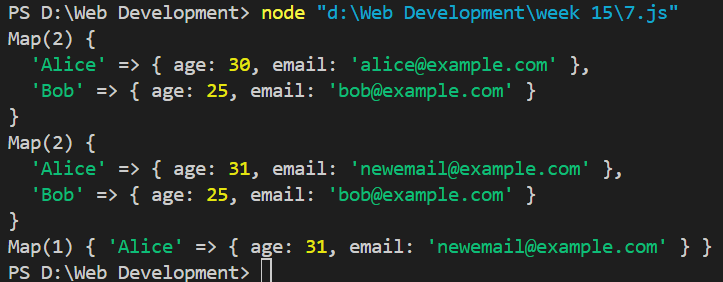 PS D:\Web Development> node "d:\Web Development\week 15\7.js"
Map(2) {
  'Alice' => { age: 30, email: 'alice@example.com' },
  'Bob' => { age: 25, email: 'bob@example.com' }
}
Map(2) {
  'Alice' => { age: 31, email: 'newemail@example.com' },
  'Bob' => { age: 25, email: 'bob@example.com' }
}
Map(1) { 'Alice' => { age: 31, email: 'newemail@example.com' } }
PS D:\Web Development>